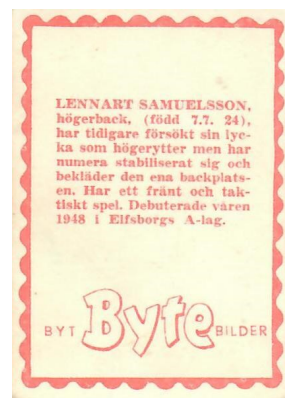 LENNART SAMUELSSON,
högerback, (född 7.7. 24),
har tidigare försökt sin lyc-
ka som högerytter men har
numera stabiliserat sig och
bekläder den ena backplats-
en. Har ett fränt och tak-
tiskt spel. Debuterade våren
1948 i Elfsborgs A-lag.
BYT Byte BILDER